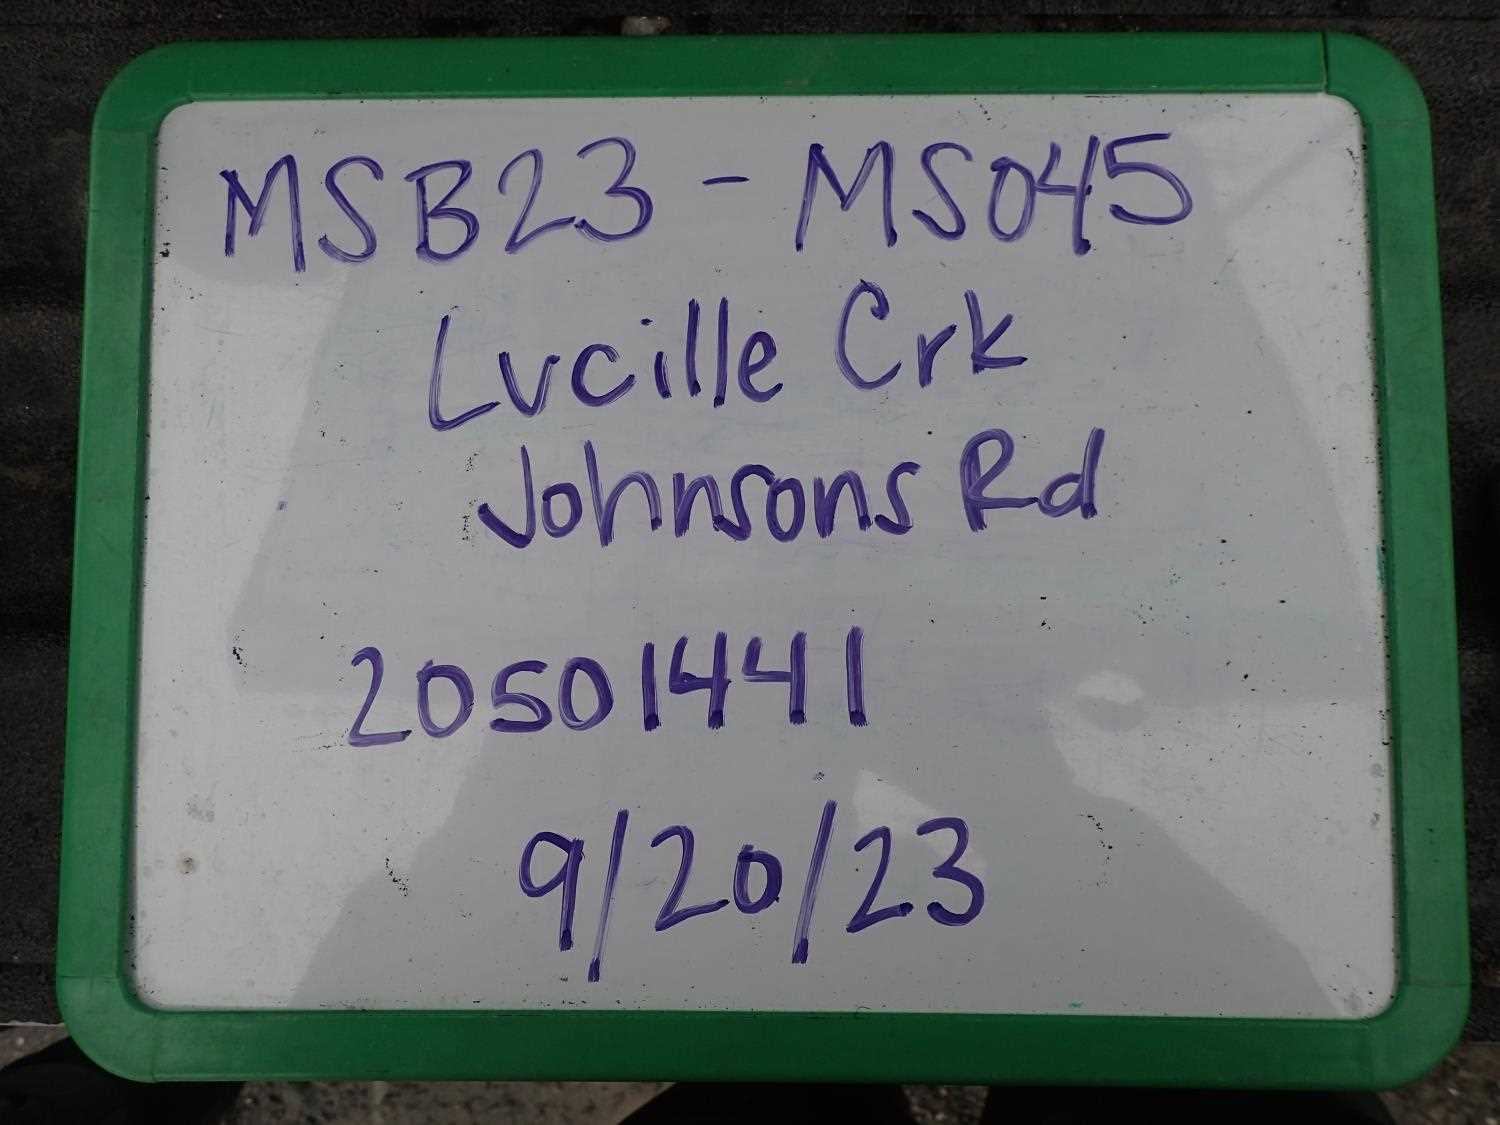 MSB23 - MS045
Lucille Crk
Johnsons Rd
20501441
9/20/23